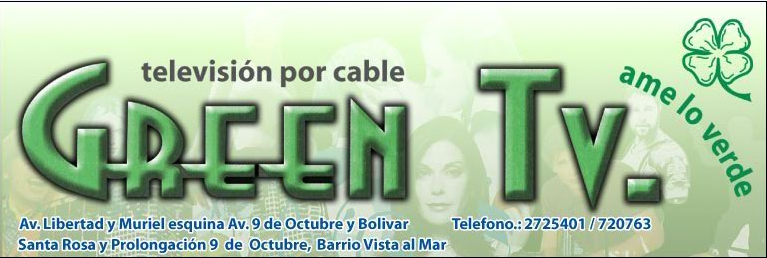 televisión por cable
GREEN TV.
ame lo verde
Av. Libertad y Muriel esquina Av. 9 de Octubre y Bolivar Telefono.: 2725401 / 720763
Santa Rosa y Prolongación 9 de Octubre, Barrio Vista al Mar